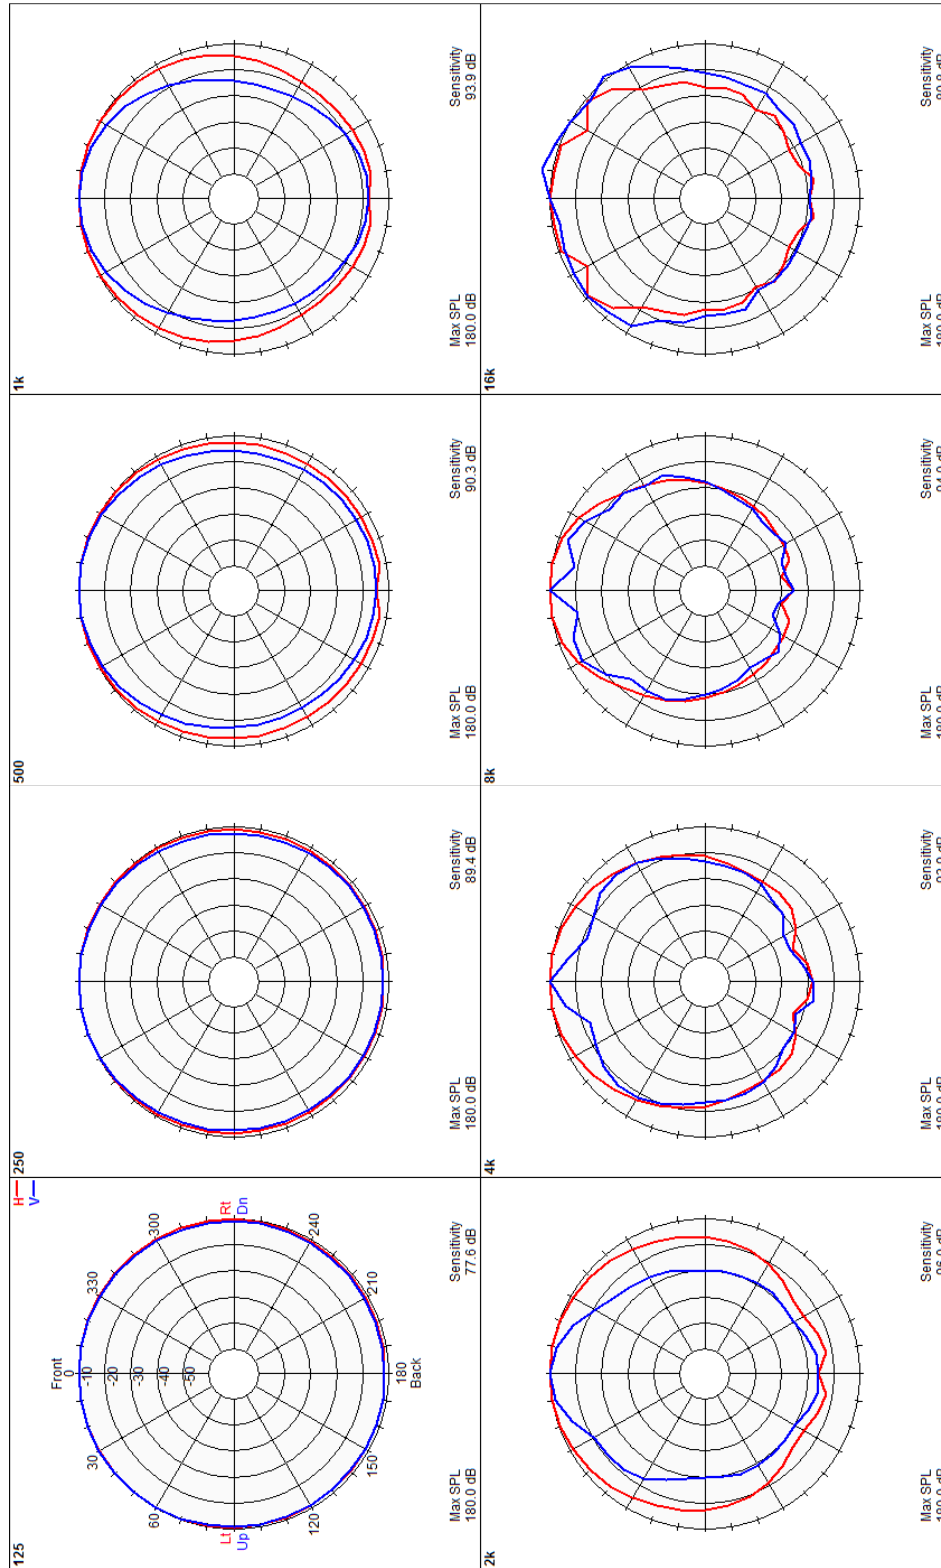 125
H
V
Front
0
30
330
-10
-20
60
-30
300
-40
-50
Lt
Rt
Up
Dn
120
240
150
210
180
Back
Max SPL
Sensitivity
180.0 dB
77.6 dB
250
Max SPL
Sensitivity
180.0 dB
89.4 dB
500
Max SPL
Sensitivity
180.0 dB
90.3 dB
1k
Max SPL
Sensitivity
180.0 dB
93.9 dB
2k
Max SPL
Sensitivity
4k
Max SPL
Sensitivity
8k
Max SPL
Sensitivity
16k
Max SPL
Sensitivity